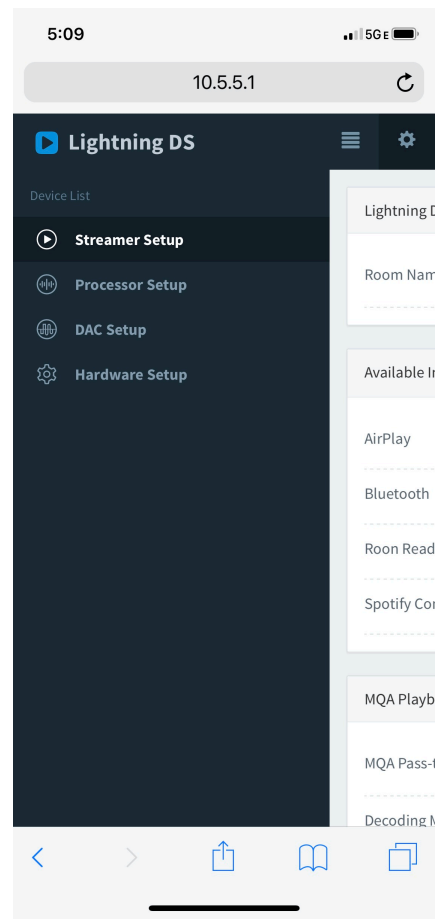 5:09
5GE
10.5.5.1
Lightning DS
Device List
Streamer Setup
Processor Setup
DAC Setup
Hardware Setup
Lightning D
Room Nam
Available I
AirPlay
Bluetooth
Roon Read
Spotify Co
MQA Playb
MQA Pass-t
Decoding M